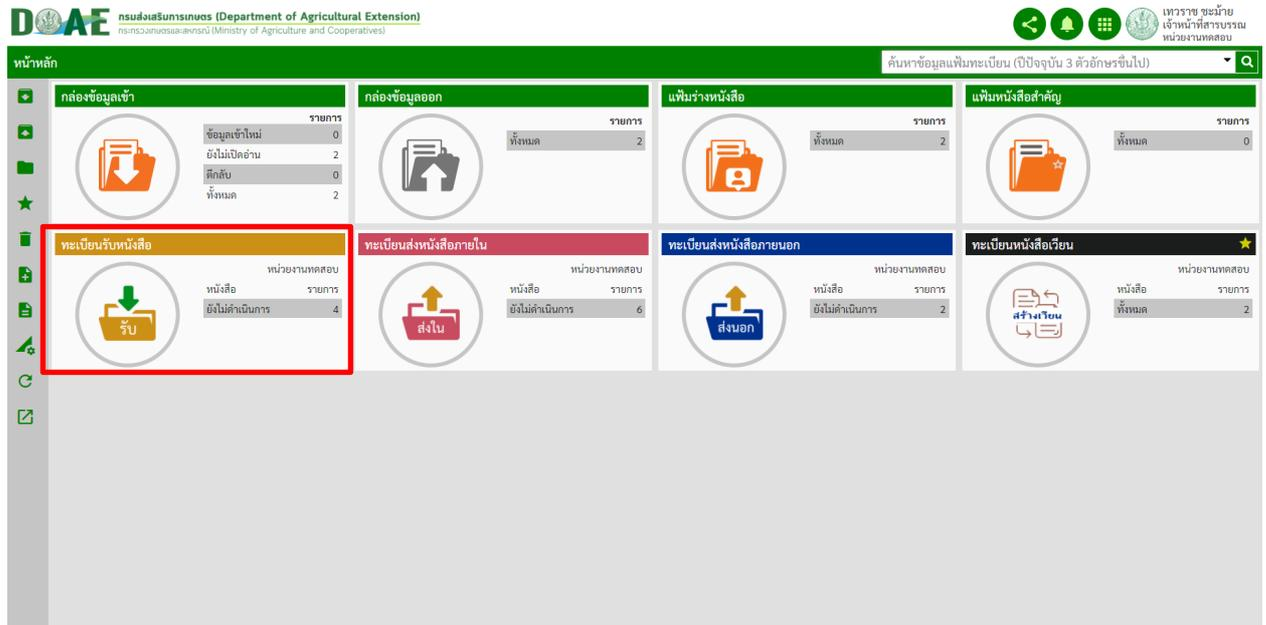 DOAE
กรมส่งเสริมการเกษตร (Department of Agricultural Extension)
กระทรวงเกษตรและสหกรณ์ (Ministry of Agriculture and Cooperatives)
เทวราช ชะม้าย
เจ้าหน้าที่สารบรรณ
หน่วยงานทดสอบ
หน้าหลัก
ค้นหาข้อมูลแฟ้มทะเบียน (ปีปัจจุบัน 3 ตัวอักษรขึ้นไป)
กล่องข้อมูลเข้า
รายการ
ข้อมูลเข้าใหม่ 0
ยังไม่เปิดอ่าน 2
ตีกลับ 0
ทั้งหมด 2
กล่องข้อมูลออก
รายการ
ทั้งหมด 2
แฟ้มร่างหนังสือ
รายการ
ทั้งหมด 2
แฟ้มหนังสือสำคัญ
รายการ
ทั้งหมด 0
ทะเบียนรับหนังสือ
หน่วยงานทดสอบ
หนังสือ รายการ
ยังไม่ดำเนินการ 4
รับ
ทะเบียนส่งหนังสือภายใน
หน่วยงานทดสอบ
หนังสือ รายการ
ยังไม่ดำเนินการ 6
ส่งใน
ทะเบียนส่งหนังสือภายนอก
หน่วยงานทดสอบ
หนังสือ รายการ
ยังไม่ดำเนินการ 2
ส่งนอก
ทะเบียนหนังสือเวียน
หน่วยงานทดสอบ
หนังสือ รายการ
ทั้งหมด 2
สร้างเวียน